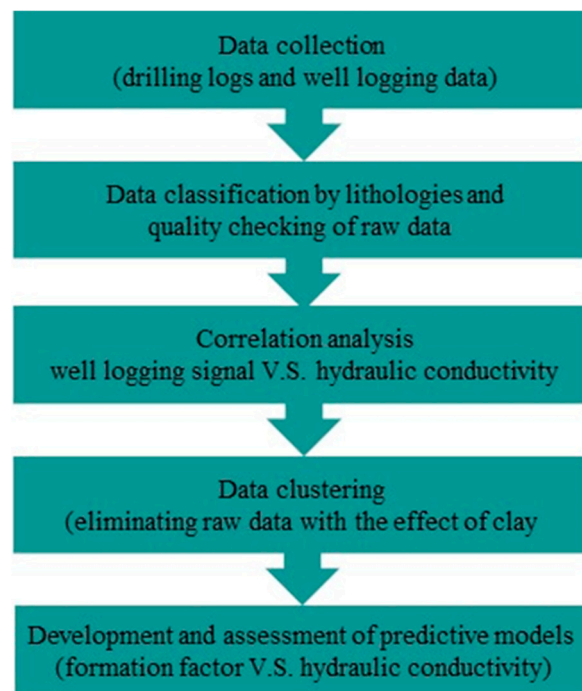 Data collection
(drilling logs and well logging data)
Data classification by lithologies and
quality checking of raw data
Correlation analysis
well logging signal V.S. hydraulic conductivity
Data clustering
(eliminating raw data with the effect of clay
Development and assessment of predictive models
(formation factor V.S. hydraulic conductivity)